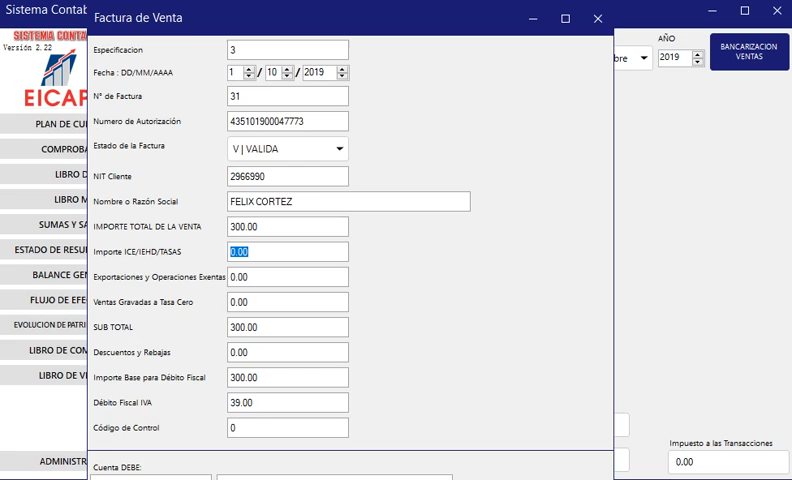 Sistema Contab
Factura de Venta
SISTEMA CONTA
Versión 2.22
EICAP
PLAN DE CUE
COMPROBA
LIBRO D
LIBRO M
SUMAS Y SA
ESTADO DE RESUL
BALANCE GEN
FLUJO DE EFE
EVOLUCION DE PATRI
LIBRO DE COM
LIBRO DE VE
ADMINISTR
Especificacion 3
Fecha : DD/MM/AAAA 1 / 10 / 2019
N° de Factura 31
Numero de Autorización 435101900047773
Estado de la Factura V | VALIDA
NIT Cliente 2966990
Nombre o Razón Social FELIX CORTEZ
IMPORTE TOTAL DE LA VENTA 300.00
Importe ICE/IEHD/TASAS 0.00
Exportaciones y Operaciones Exentas 0.00
Ventas Gravadas a Tasa Cero 0.00
SUB TOTAL 300.00
Descuentos y Rebajas 0.00
Importe Base para Débito Fiscal 300.00
Débito Fiscal IVA 39.00
Código de Control 0
Cuenta DEBE:
bre
AÑO
2019
BANCARIZACION
VENTAS
Impuesto a las Transacciones
0.00